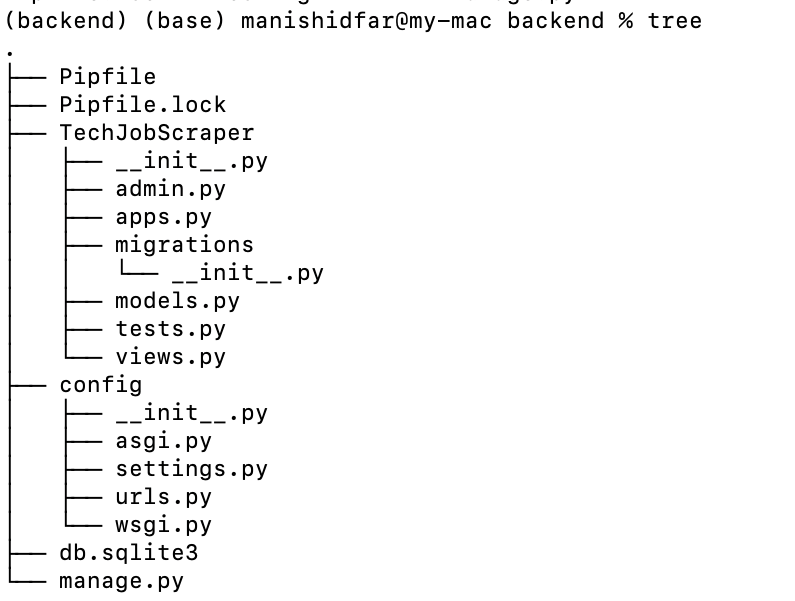 (backend) (base) manishidfar@my-mac backend % tree
.
├── Pipfile
├── Pipfile.lock
├── TechJobScraper
│   ├── __init__.py
│   ├── admin.py
│   ├── apps.py
│   ├── migrations
│   │   └── __init__.py
│   ├── models.py
│   ├── tests.py
│   └── views.py
├── config
│   ├── __init__.py
│   ├── asgi.py
│   ├── settings.py
│   ├── urls.py
│   └── wsgi.py
├── db.sqlite3
└── manage.py